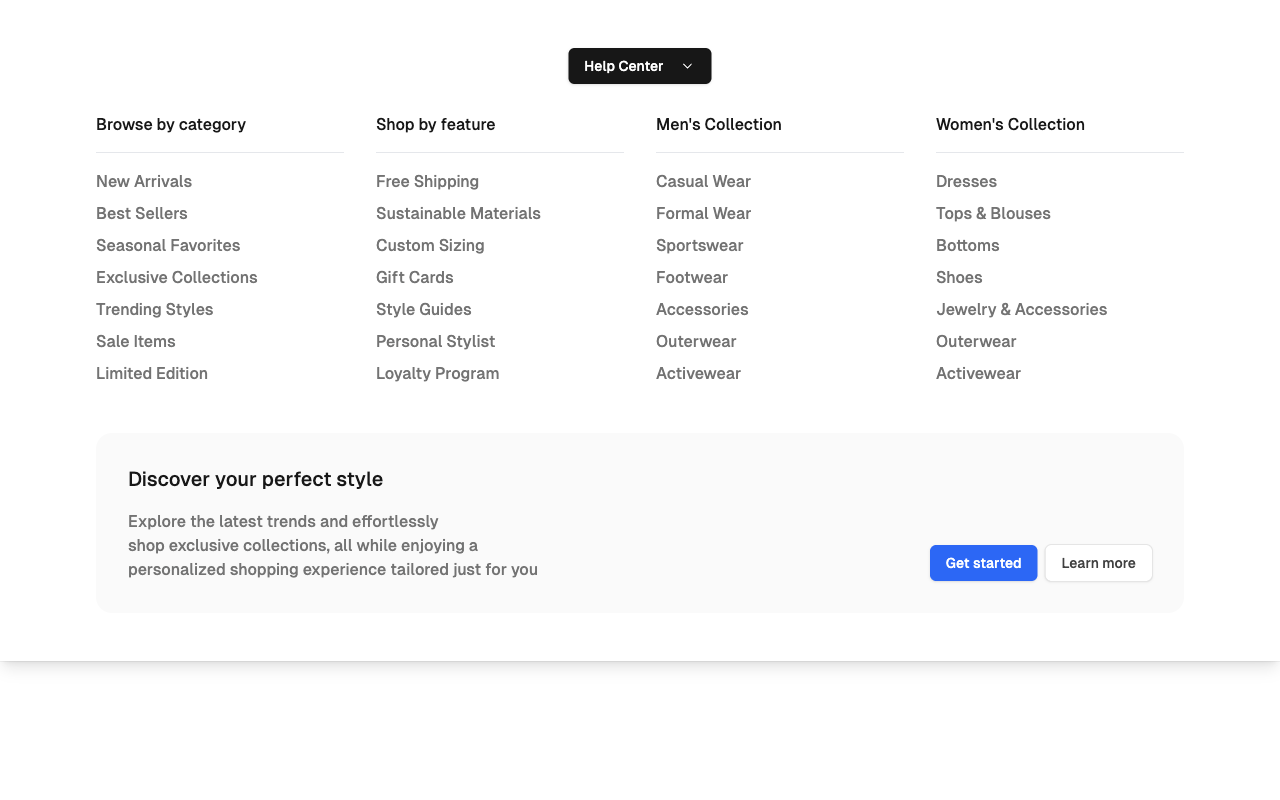 Help Center
Browse by category
New Arrivals
Best Sellers
Seasonal Favorites
Exclusive Collections
Trending Styles
Sale Items
Limited Edition
Shop by feature
Free Shipping
Sustainable Materials
Custom Sizing
Gift Cards
Style Guides
Personal Stylist
Loyalty Program
Men's Collection
Casual Wear
Formal Wear
Sportswear
Footwear
Accessories
Outerwear
Activewear
Women's Collection
Dresses
Tops & Blouses
Bottoms
Shoes
Jewelry & Accessories
Outerwear
Activewear
Discover your perfect style
Explore the latest trends and effortlessly
shop exclusive collections, all while enjoying a
personalized shopping experience tailored just for you
Get started
Learn more